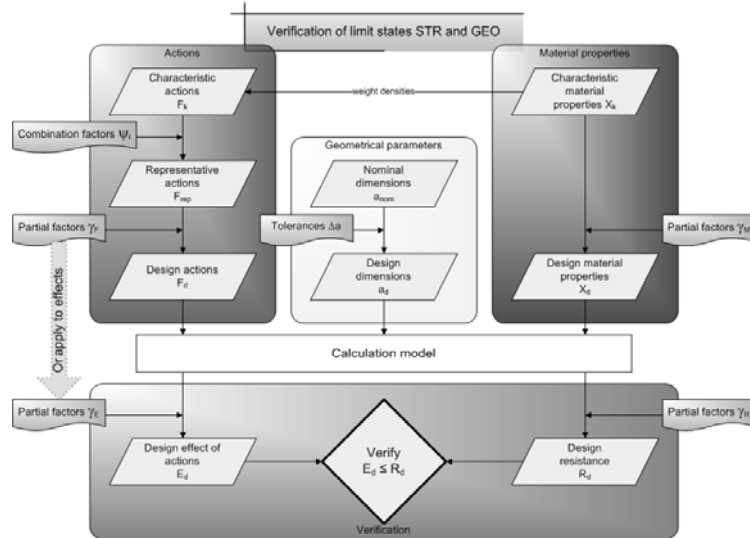 Verification of limit states STR and GEO
Actions
Material properties
Characteristic
actions
Fk
weight densities
Characteristic
material
properties Xk
Combination factors ψi
Representative
actions
Frep
Geometrical parameters
Nominal
dimensions
anom
Partial factors γF
Tolerances Δa
Partial factors γM
Design actions
Fd
Design
dimensions
ad
Design material
properties
Xd
Or apply to effects
Calculation model
Partial factors γE
Partial factors γR
Design effect of
actions
Ed
Verify
Ed ≤ Rd
Design
resistance
Rd
Verification